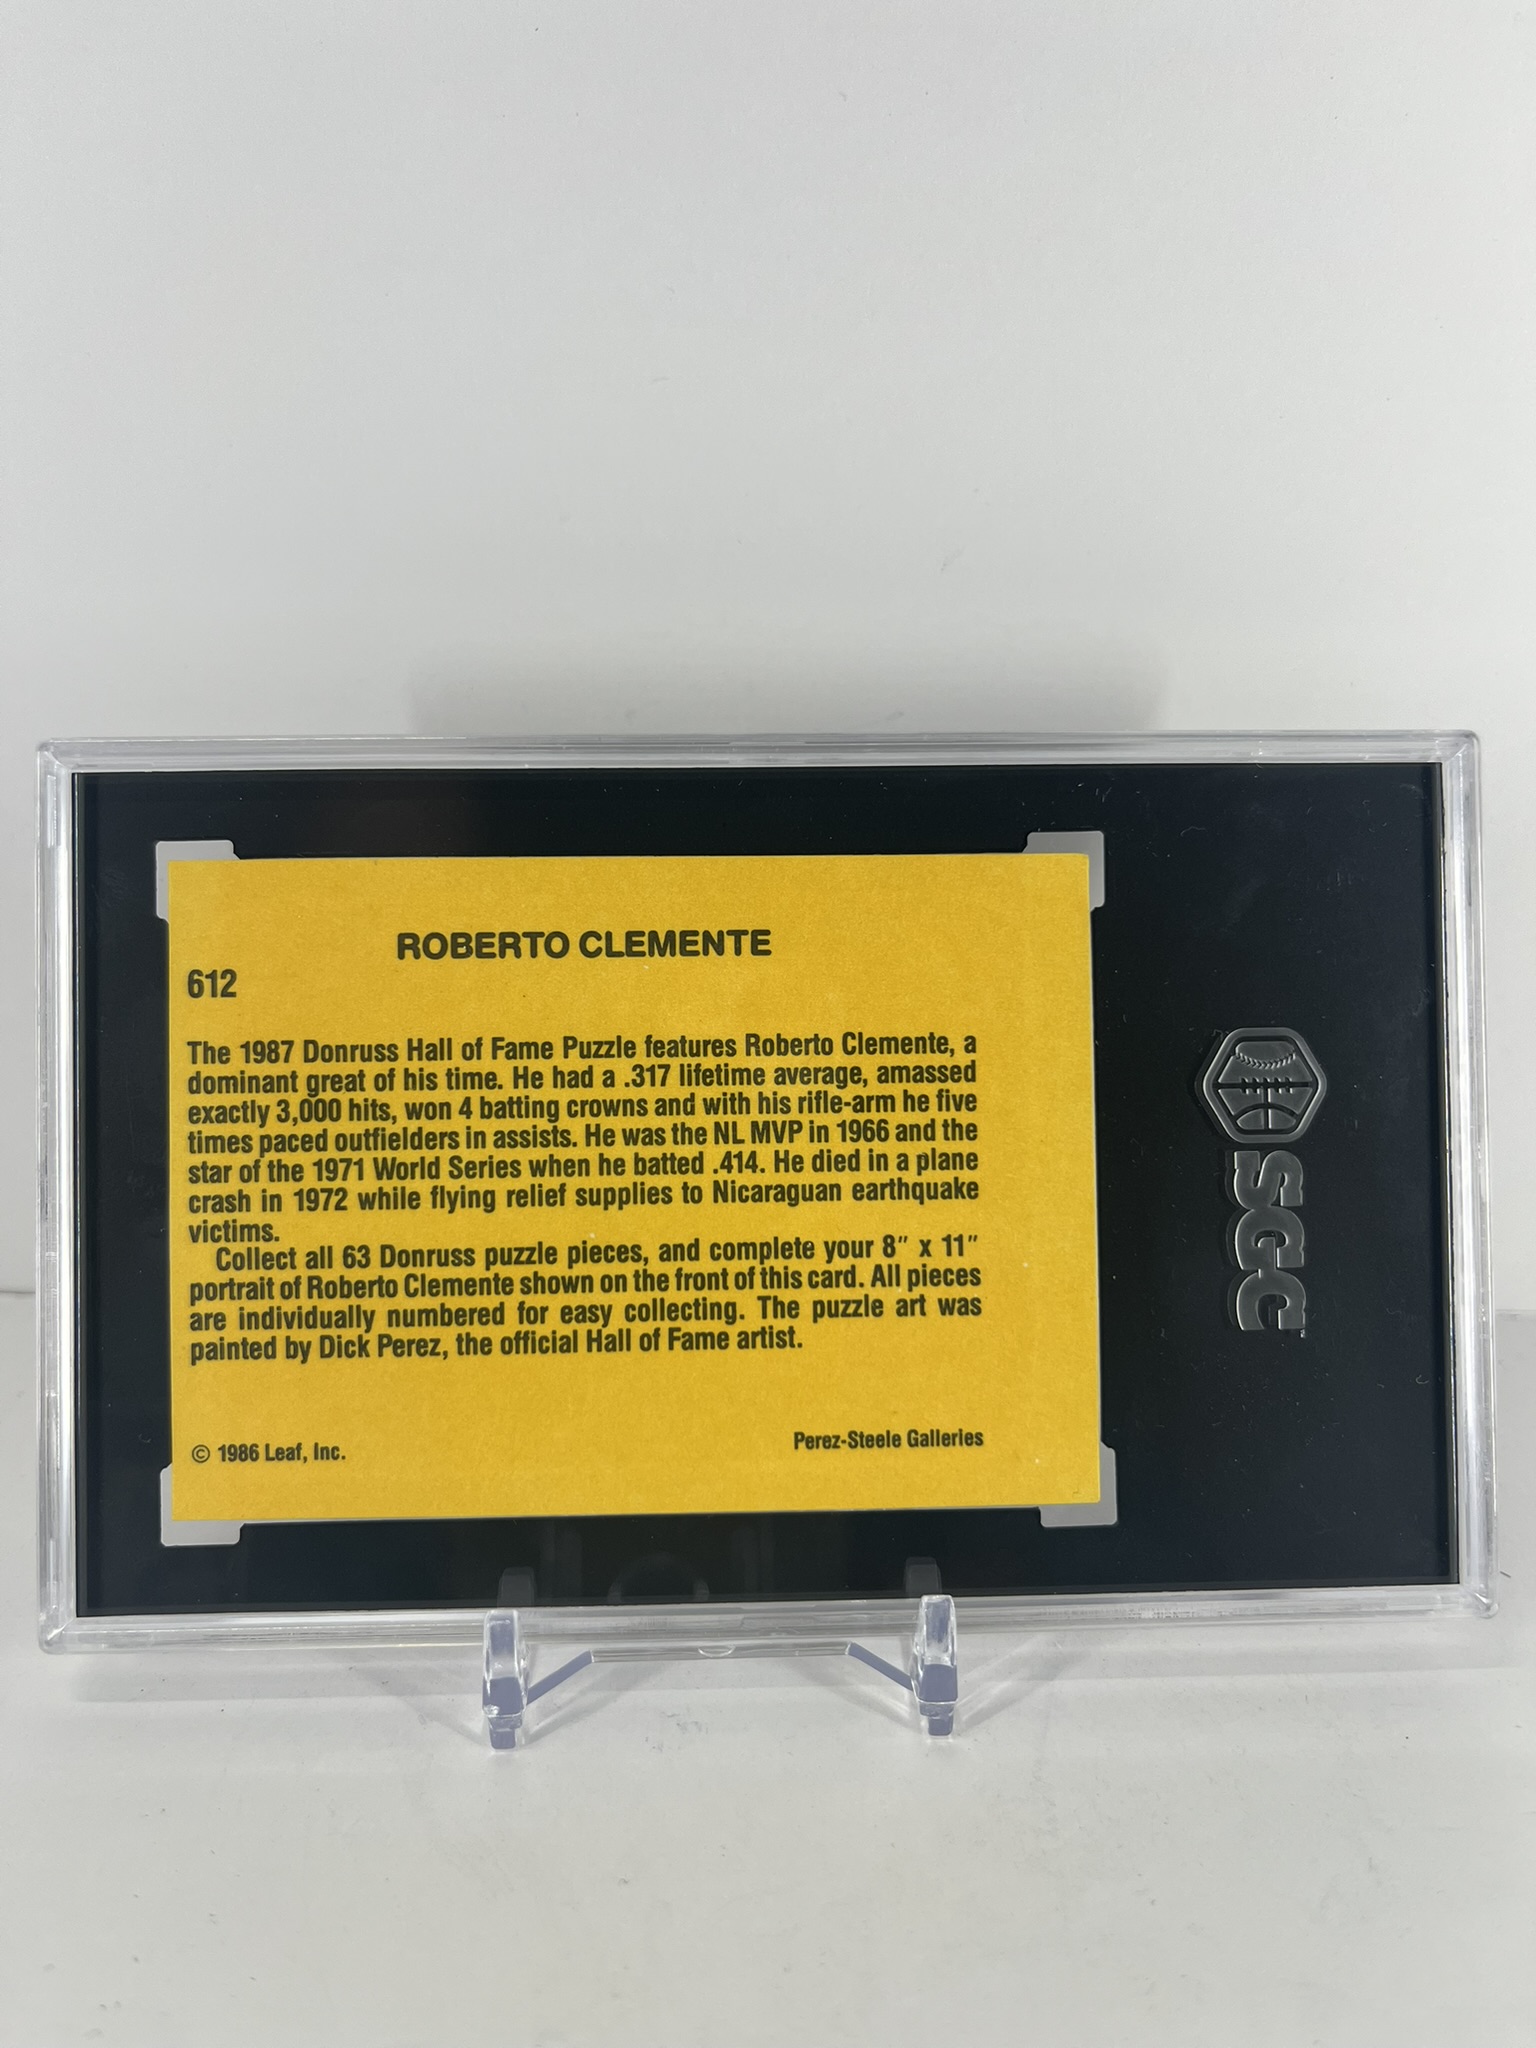 ROBERTO CLEMENTE
612
The 1987 Donruss Hall of Fame Puzzle features Roberto Clemente, a
dominant great of his time. He had a .317 lifetime average, amassed
exactly 3,000 hits, won 4 batting crowns and with his rifle-arm he five
times paced outfielders in assists. He was the NL MVP in 1966 and the
star of the 1971 World Series when he batted .414. He died in a plane
crash in 1972 while flying relief supplies to Nicaraguan earthquake
victims.
Collect all 63 Donruss puzzle pieces, and complete your 8" x 11"
portrait of Roberto Clemente shown on the front of this card. All pieces
are individually numbered for easy collecting. The puzzle art was
painted by Dick Perez, the official Hall of Fame artist.
© 1986 Leaf, Inc.
Perez-Steele Galleries
SGC™